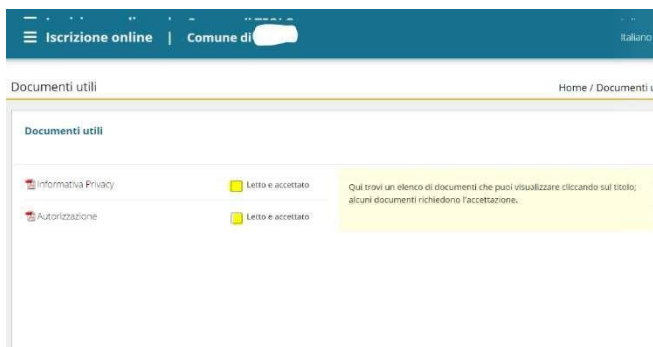 Iscrizione online | Comune di
Italiano
Documenti utili
Home / Documenti
Documenti utili
Informativa Privacy
Letto e accettato
Qui trovi un elenco di documenti che puoi visualizzare cliccando sul titolo;
alcuni documenti richiedono l'accettazione.
Autorizzazione
Letto e accettato